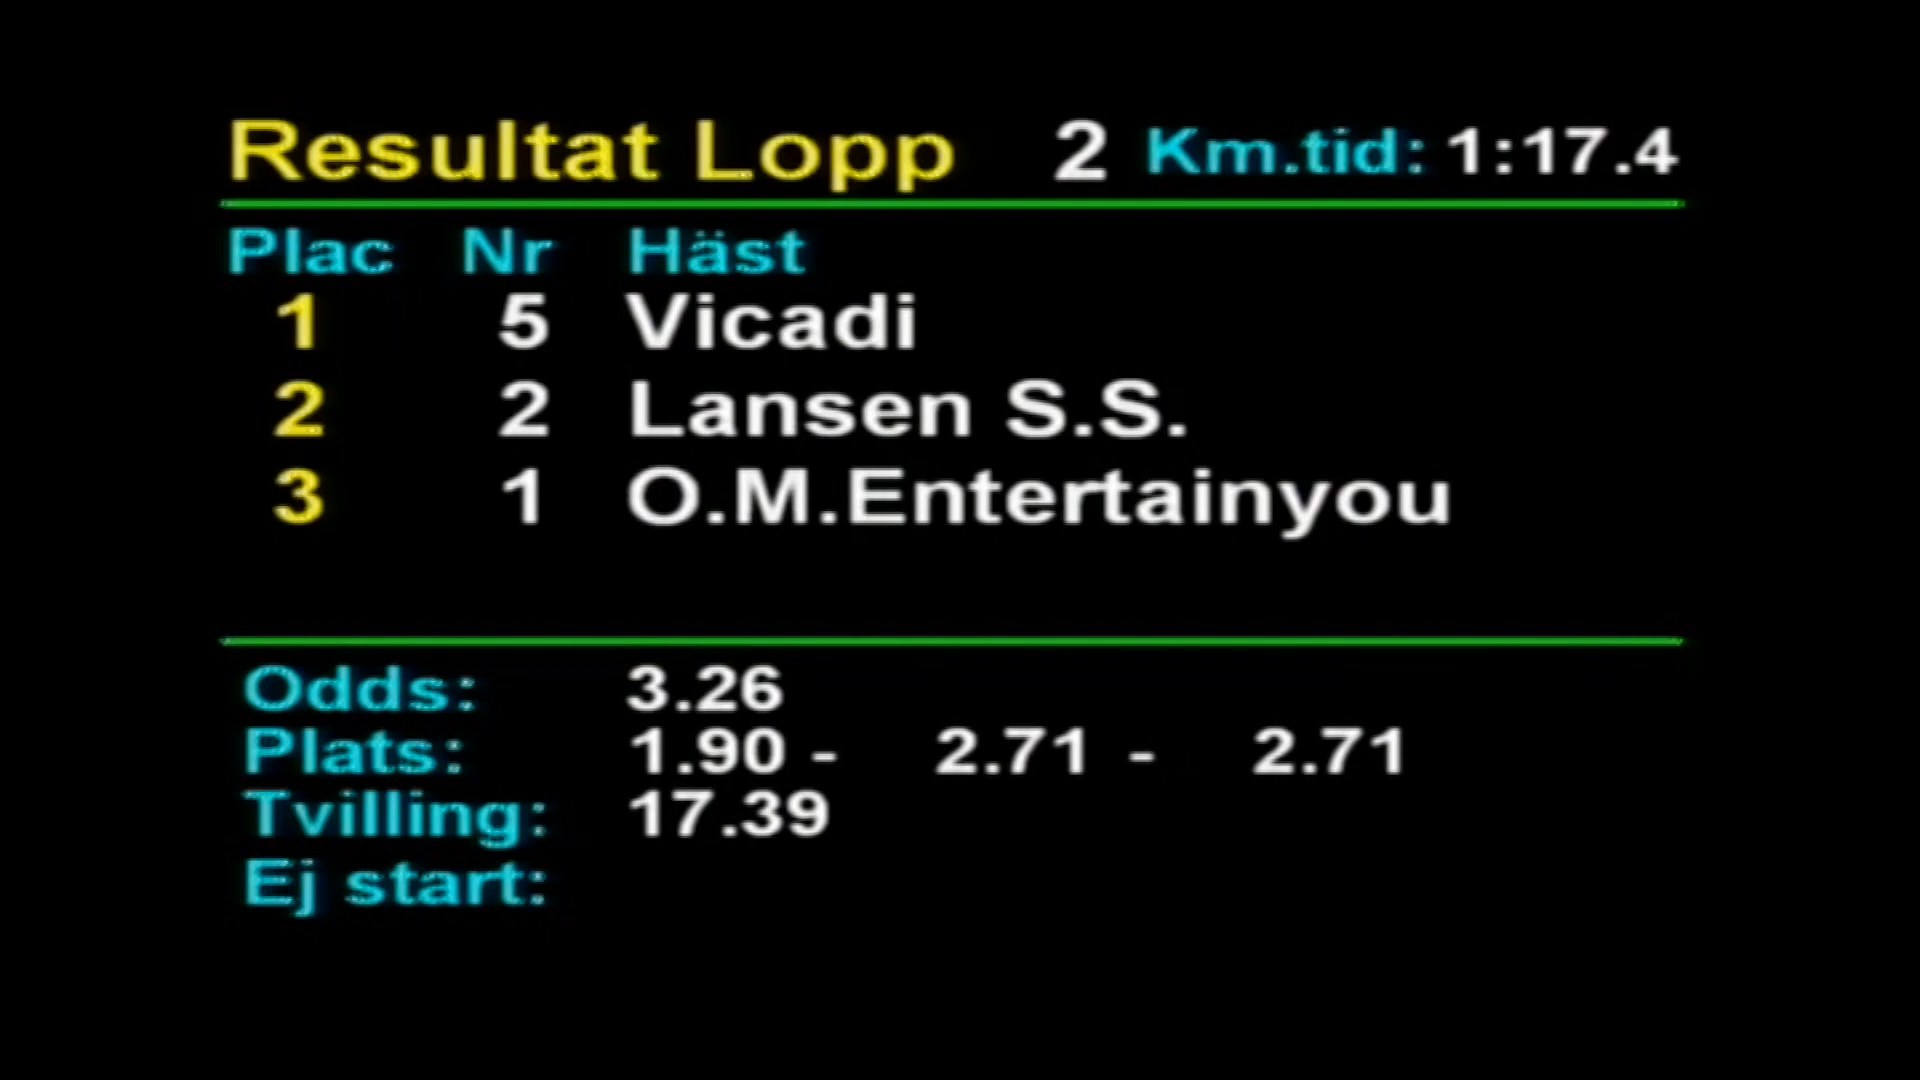 Resultat Lopp 2 Km.tid: 1:17.4
Plac Nr Häst
1 5 Vicadi
2 2 Lansen S.S.
3 1 O.M.Entertainyou
Odds: 3.26
Plats: 1.90 - 2.71 - 2.71
Tvilling: 17.39
Ej start: